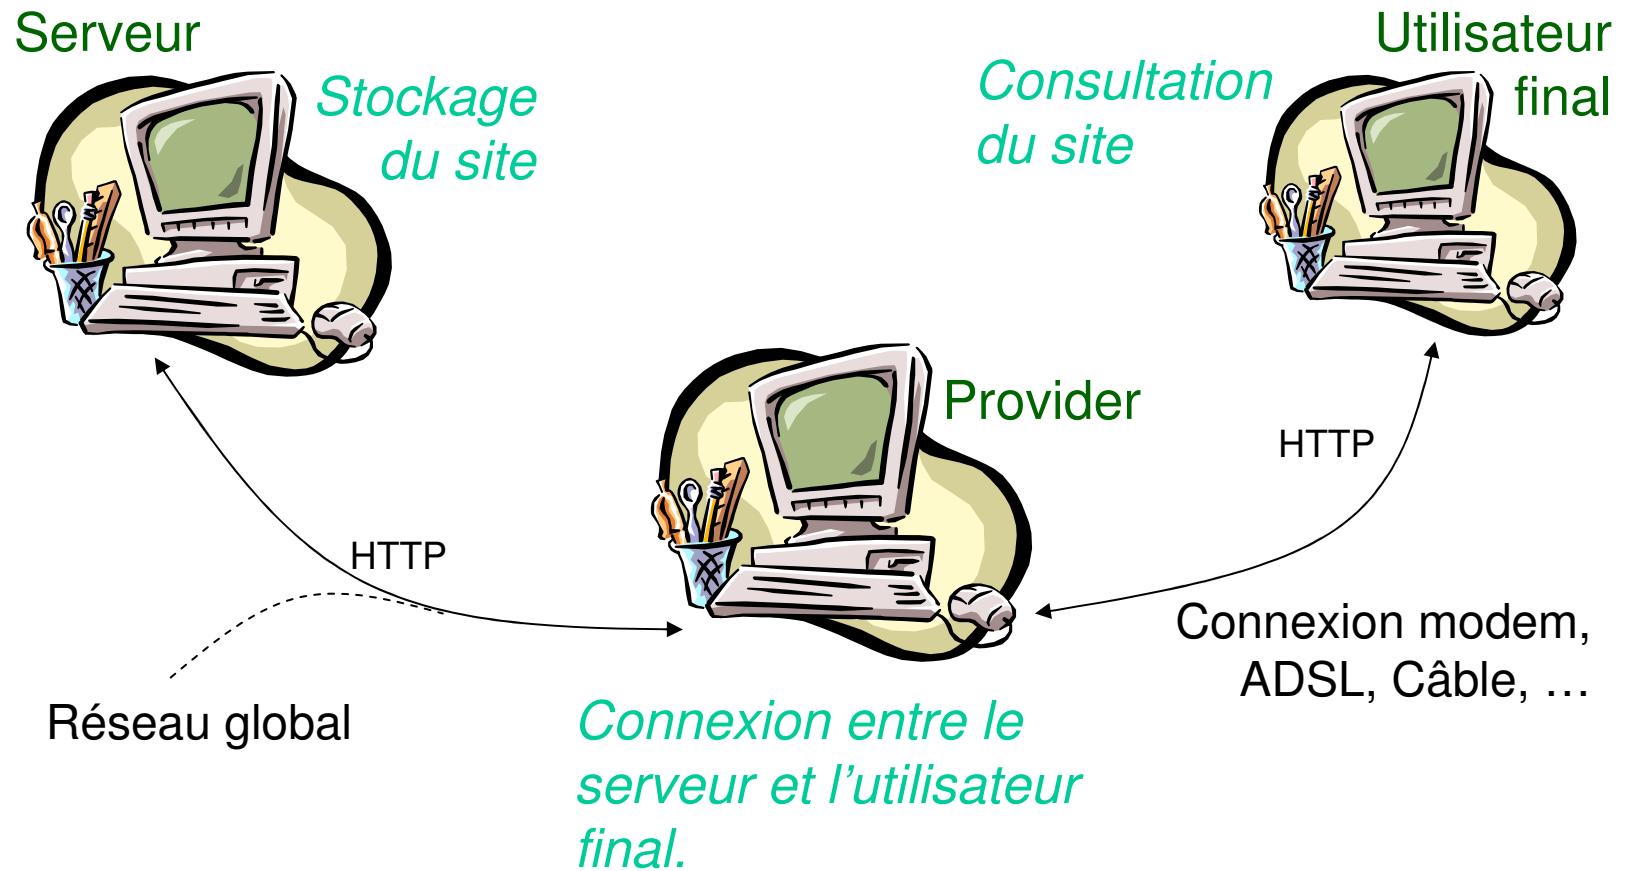 Serveur
Stockage
du site
Consultation
du site
Utilisateur
final
Provider
HTTP
HTTP
Réseau global
Connexion modem,
ADSL, Câble, …
Connexion entre le
serveur et l’utilisateur
final.